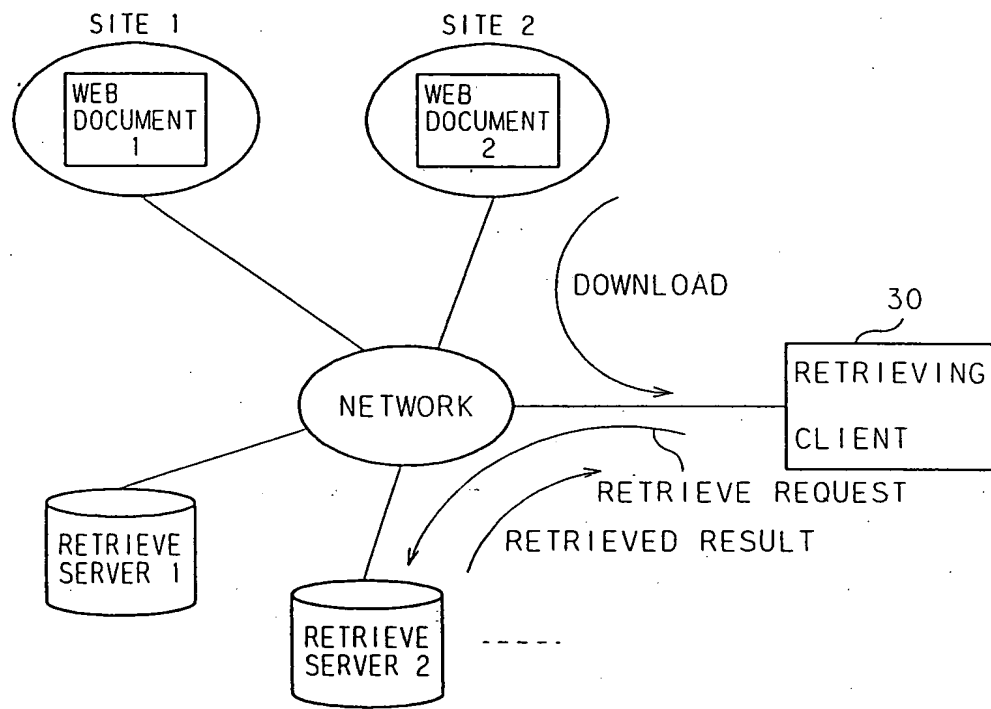 SITE 1
SITE 2
WEB
DOCUMENT
1
WEB
DOCUMENT
2
DOWNLOAD
30
RETRIEVING
CLIENT
NETWORK
RETRIEVE REQUEST
RETRIEVED RESULT
RETRIEVE
SERVER 1
RETRIEVE
SERVER 2
-----